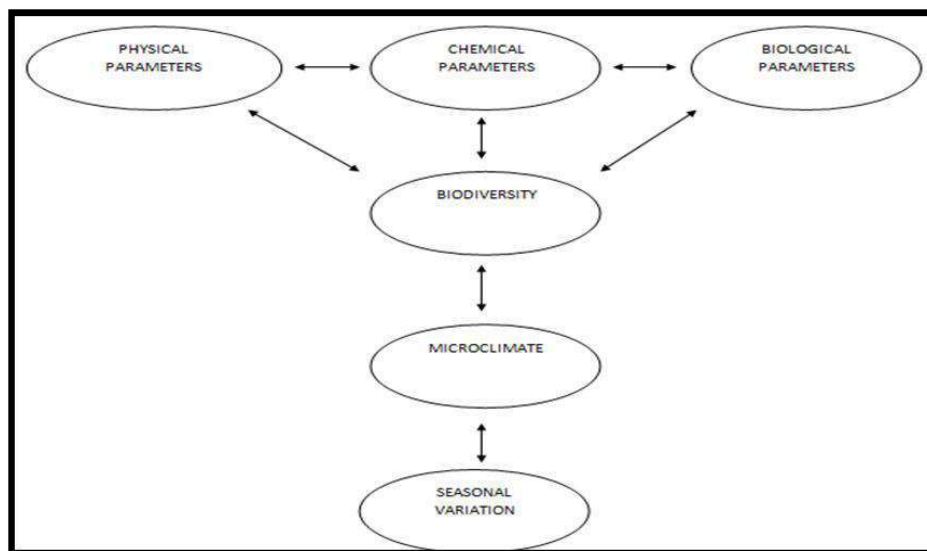 PHYSICAL
PARAMETERS
CHEMICAL
PARAMETERS
BIOLOGICAL
PARAMETERS
BIODIVERSITY
MICROCLIMATE
SEASONAL
VARIATION